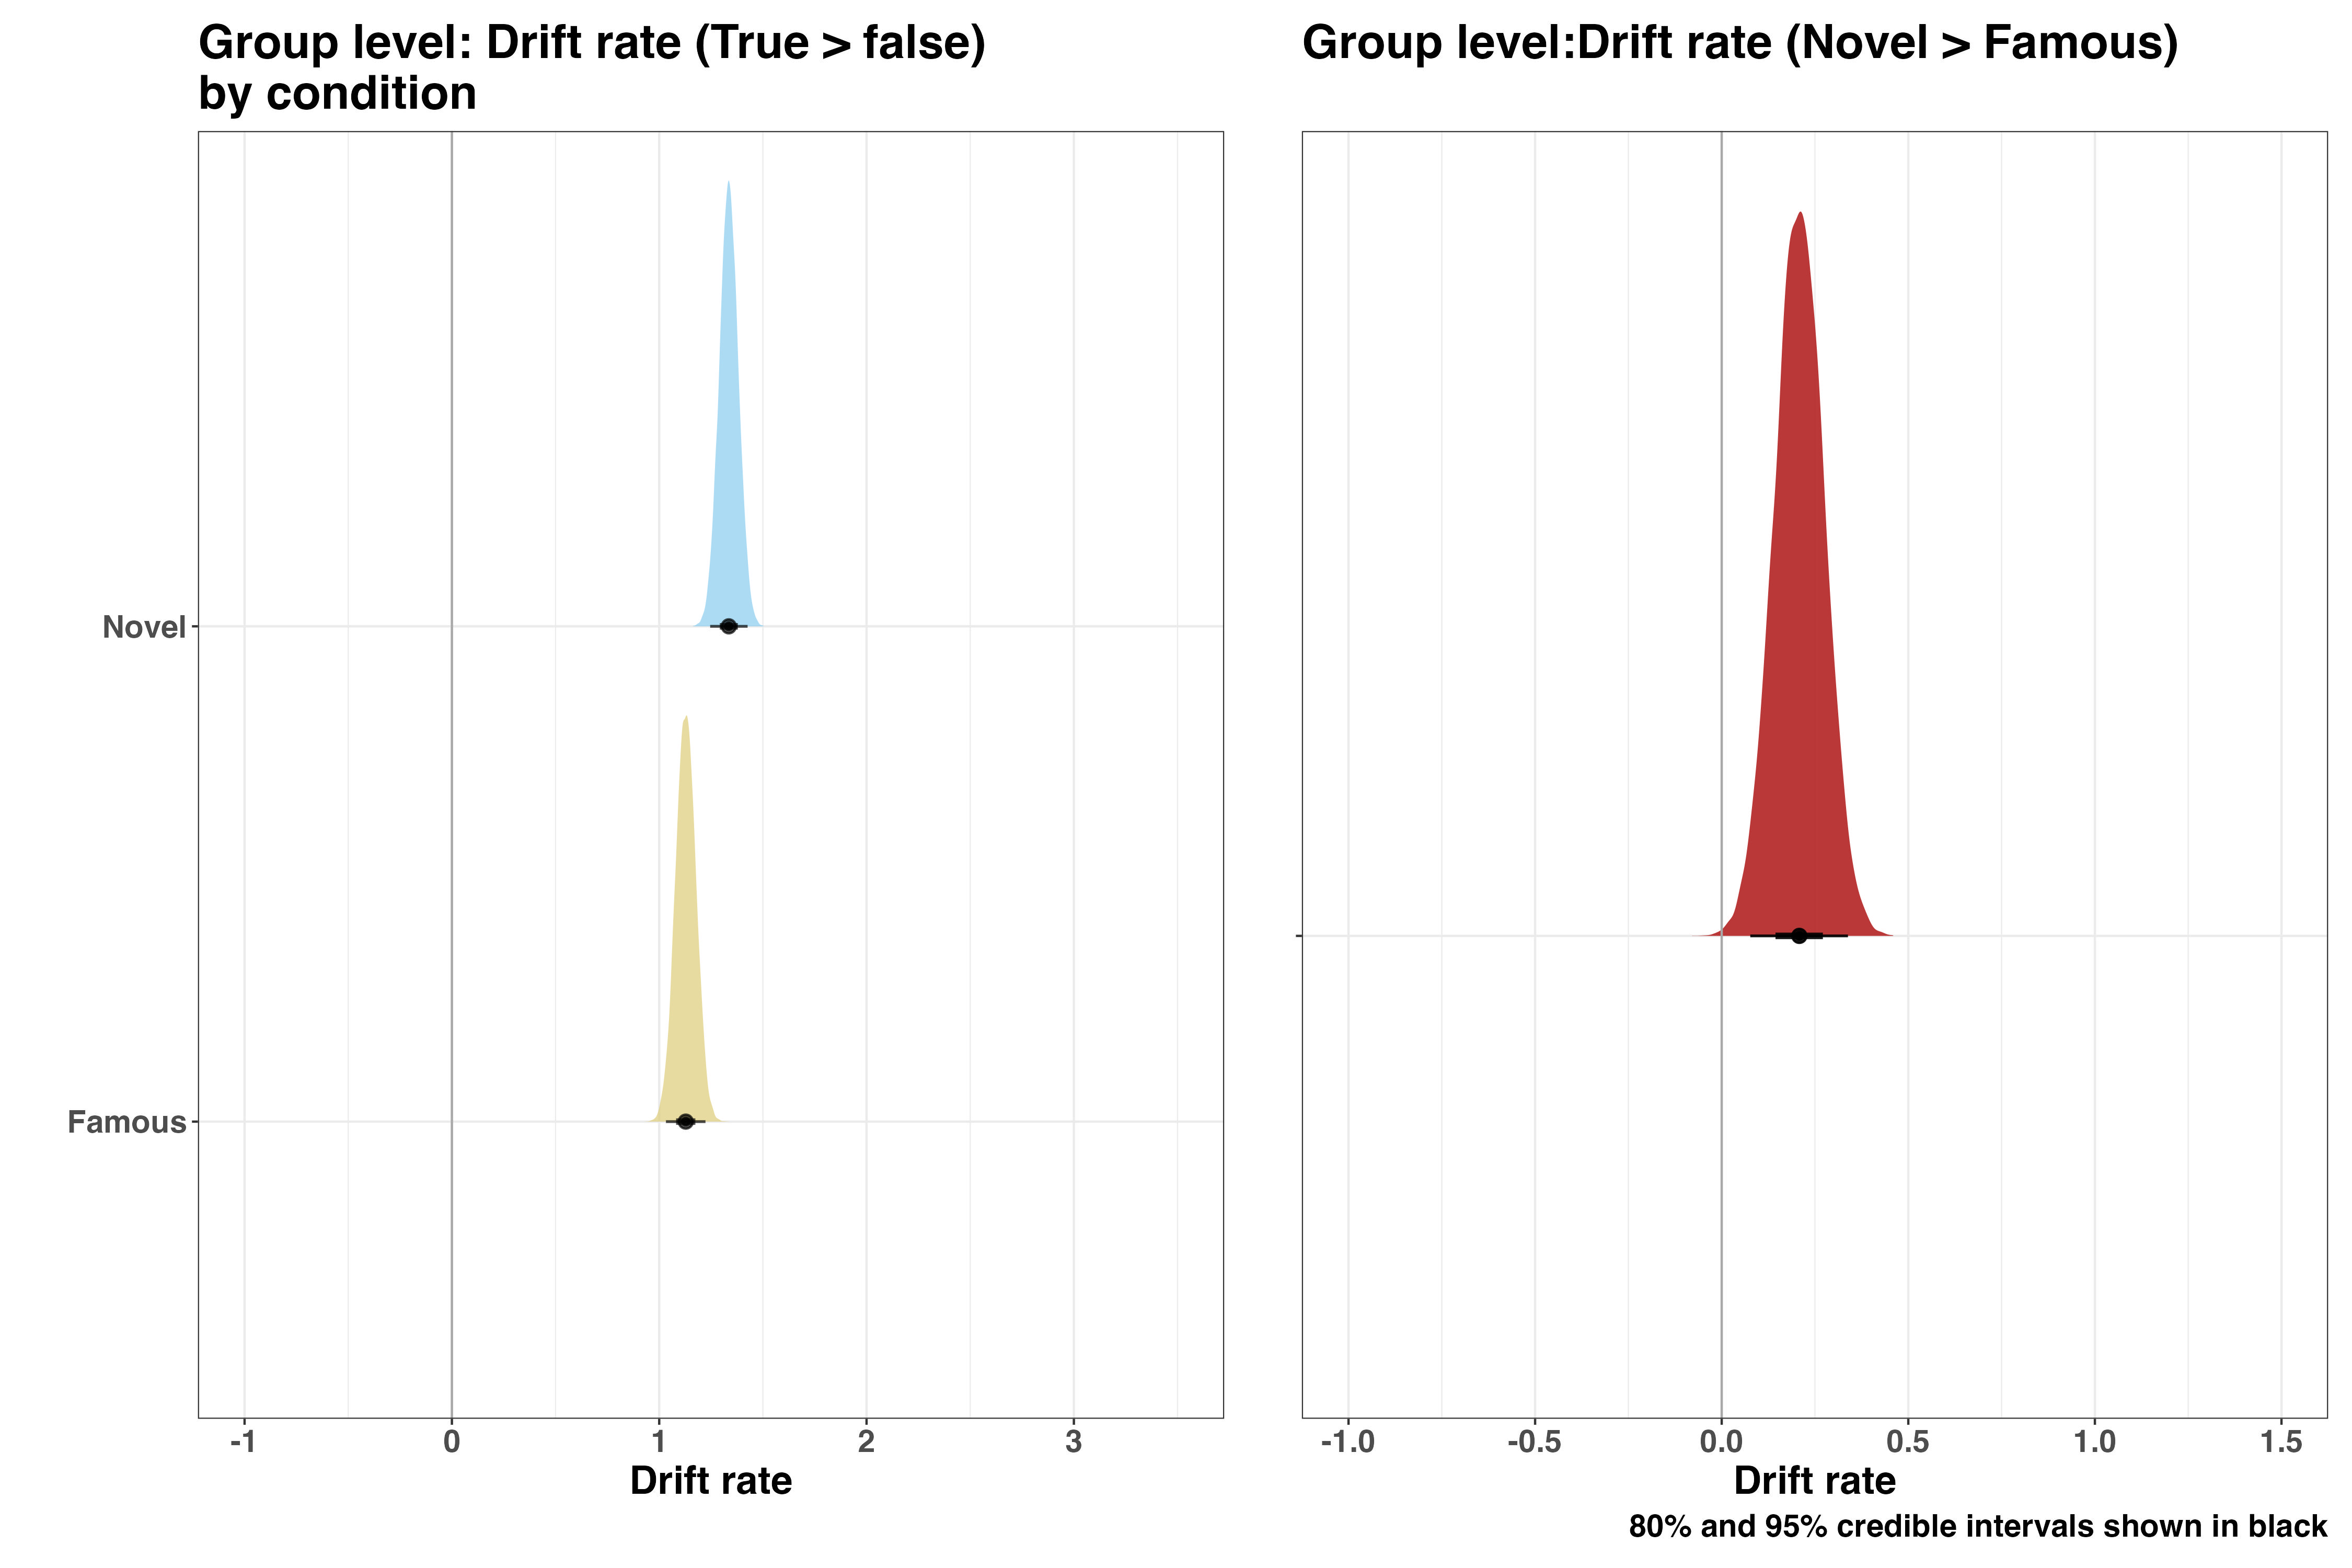 Group level: Drift rate (True > false)
by condition
Novel
Famous
-1 0 1 2 3
Drift rate
Group level:Drift rate (Novel > Famous)
-1.0 -0.5 0.0 0.5 1.0 1.5
Drift rate
80% and 95% credible intervals shown in black